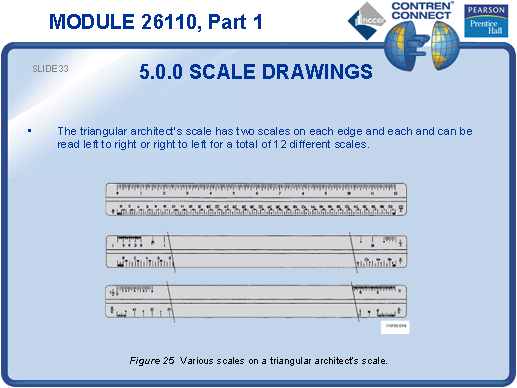 MODULE 26110, Part 1
nccer
CONTREN®
CONNECT
PEARSON
Prentice
Hall
SLIDE 33
5.0.0 SCALE DRAWINGS
• The triangular architect's scale has two scales on each edge and each and can be
read left to right or right to left for a total of 12 different scales.
Figure 25 Various scales on a triangular architect's scale.